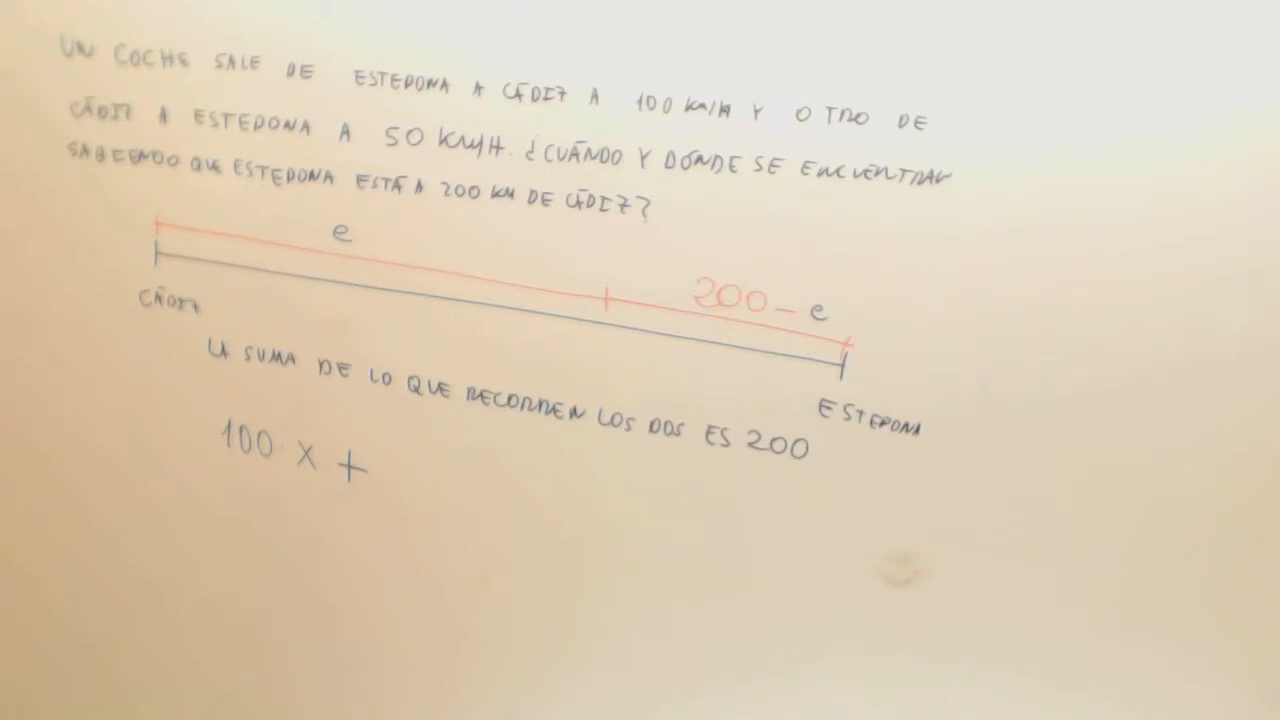 UN COCHE SALE DE ESTEPONA A CÁDIZ A 100 KM/H Y OTRO DE
CÁDIZ A ESTEPONA A 50 KM/H. ¿CUÁNDO Y DÓNDE SE ENCUENTRAN
SABIENDO QUE ESTEPONA ESTÁ A 200 KM DE CÁDIZ?
e
200 - e
CÁDIZ
ESTEPONA
LA SUMA DE LO QUE RECORREN LOS DOS ES 200
100 · x +